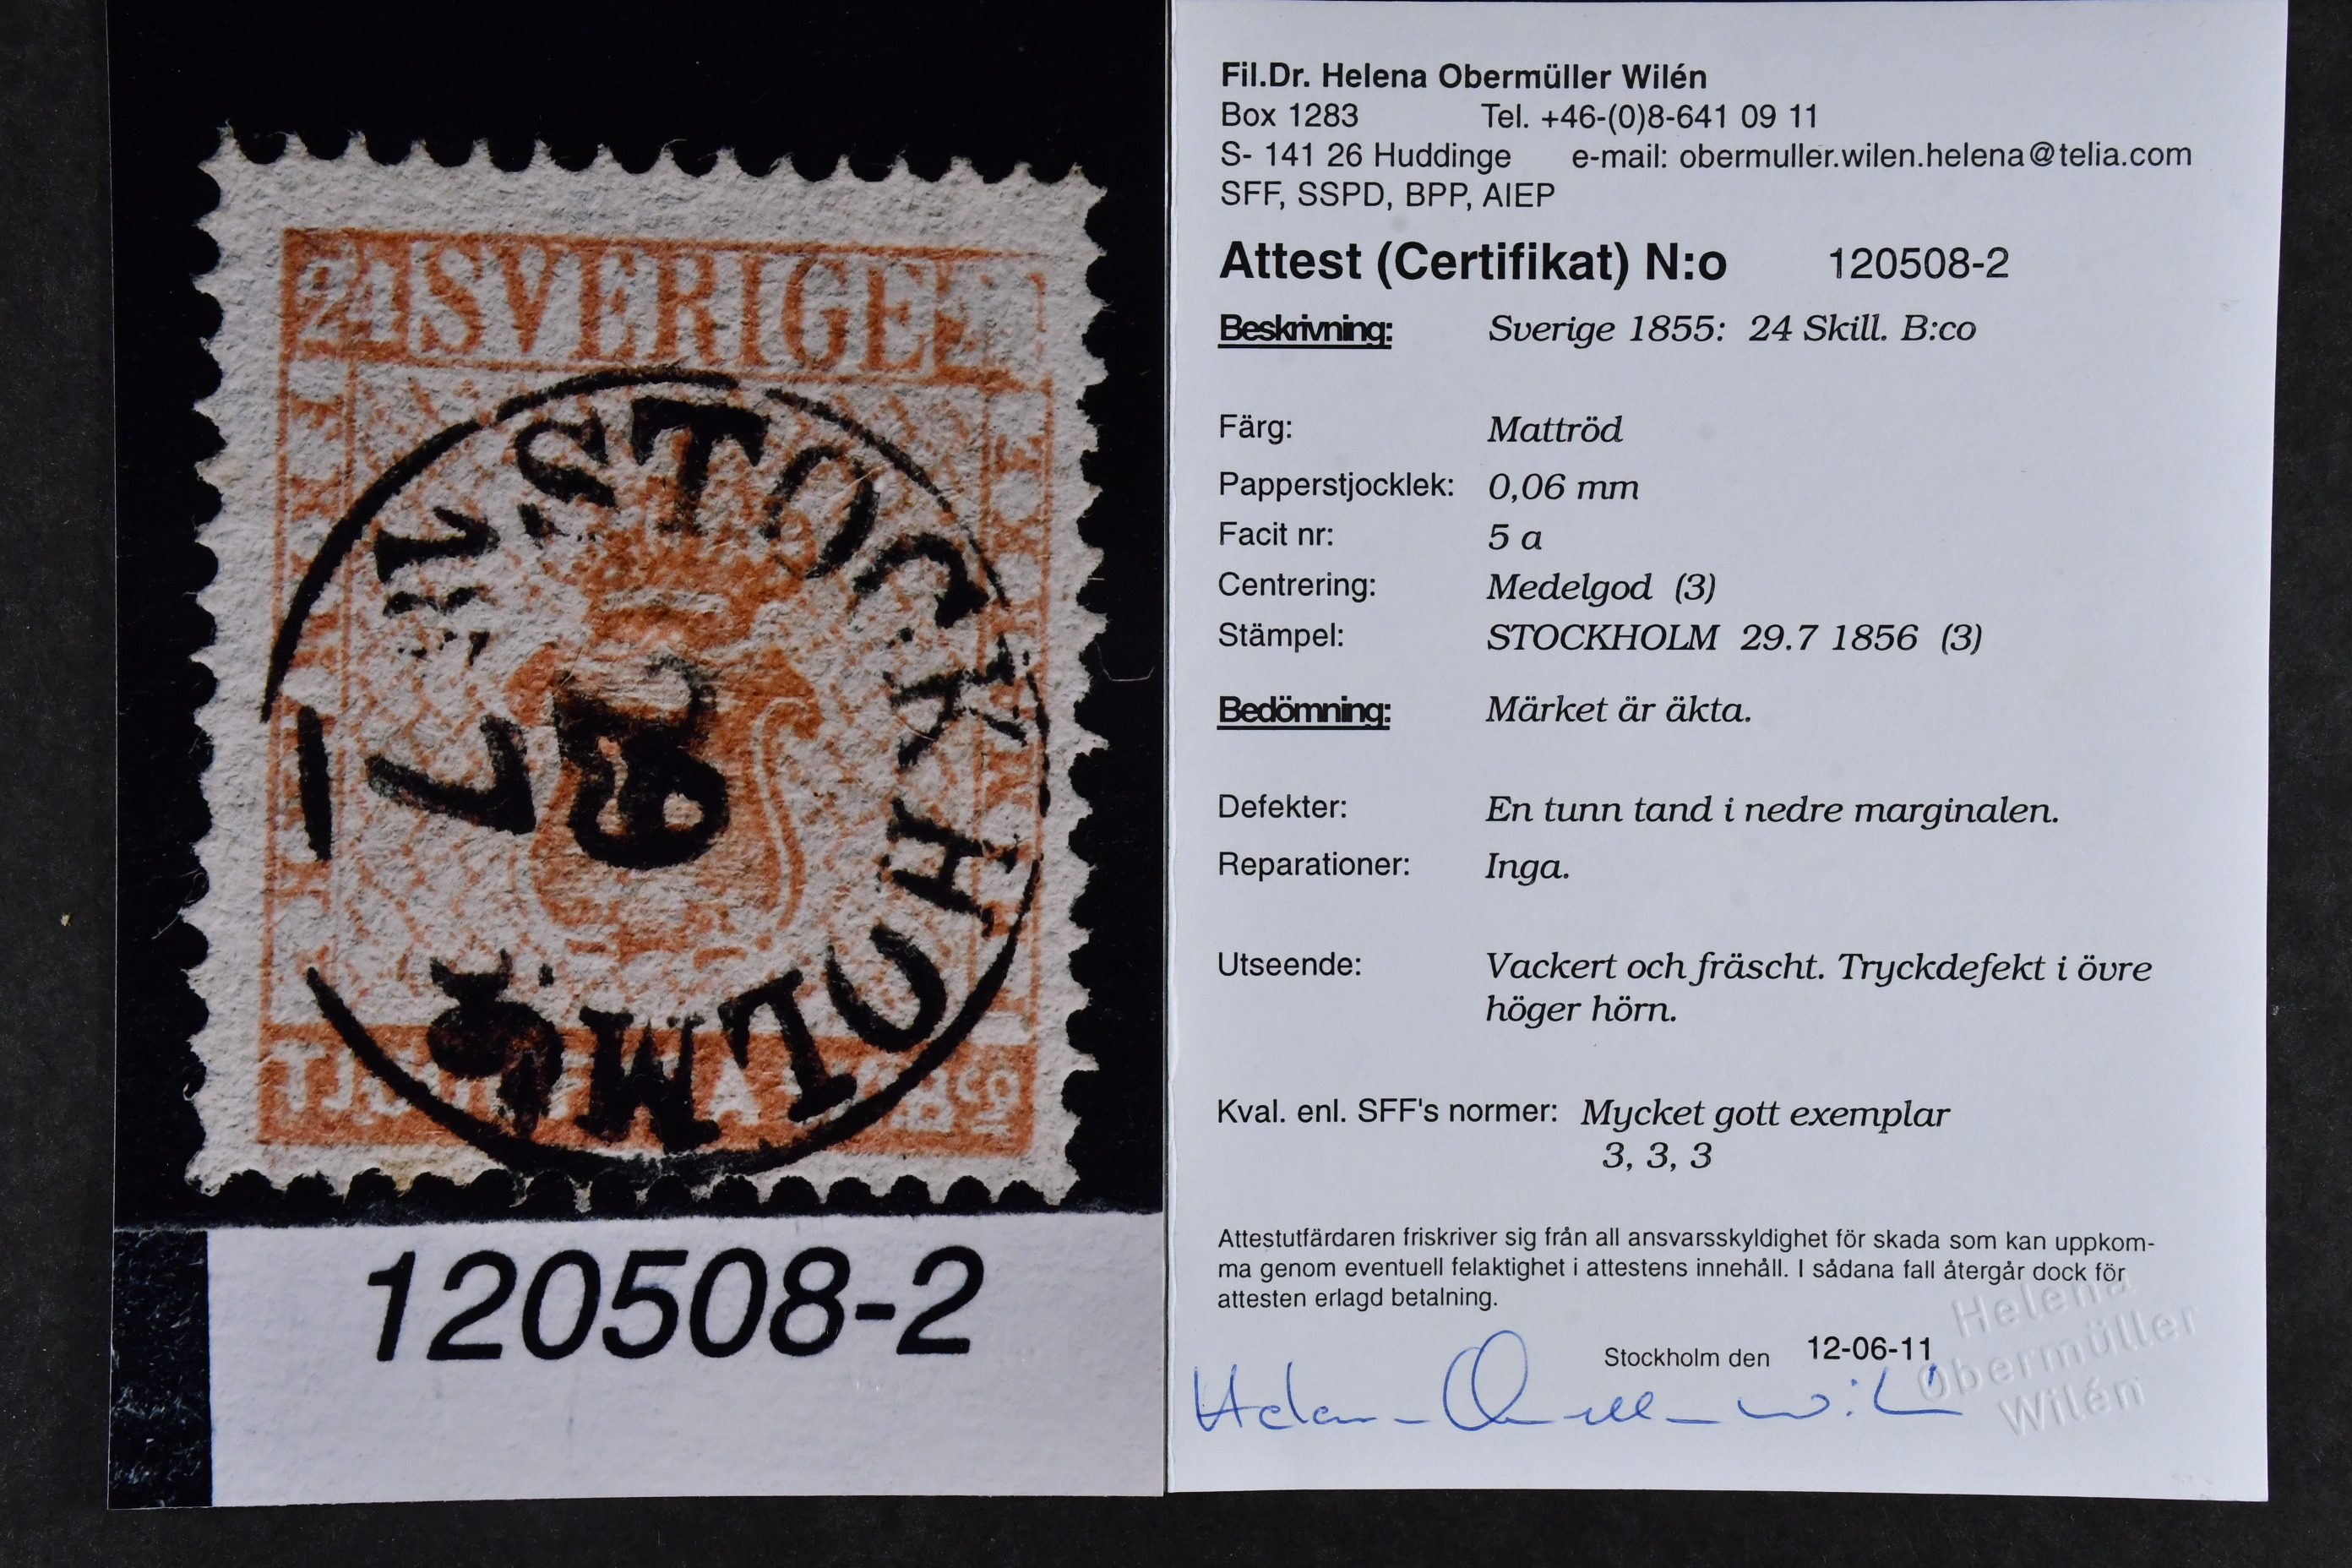 24 SVERIGE
STOCKHOLM
29
7
120508-2
Fil.Dr. Helena Obermüller Wilén
Box 1283 Tel. +46-(0)8-641 09 11
S- 141 26 Huddinge e-mail: obermuller.wilen.helena@telia.com
SFF, SSPD, BPP, AIEP
Attest (Certifikat) N:o 120508-2
Beskrivning: Sverige 1855: 24 Skill. B:co
Färg: Mattröd
Papperstjocklek: 0,06 mm
Facit nr: 5 a
Centrering: Medelgod (3)
Stämpel: STOCKHOLM 29.7 1856 (3)
Bedömning: Märket är äkta.
Defekter: En tunn tand i nedre marginalen.
Reparationer: Inga.
Utseende: Vackert och fräscht. Tryckdefekt i övre
höger hörn.
Kval. enl. SFF's normer: Mycket gott exemplar
3, 3, 3
Attestutfärdaren friskriver sig från all ansvarsskyldighet för skada som kan uppkom-
ma genom eventuell felaktighet i attestens innehåll. I sådana fall återgår dock för
attesten erlagd betalning.
Stockholm den 12-06-11
Helena
Obermüller
Wilén